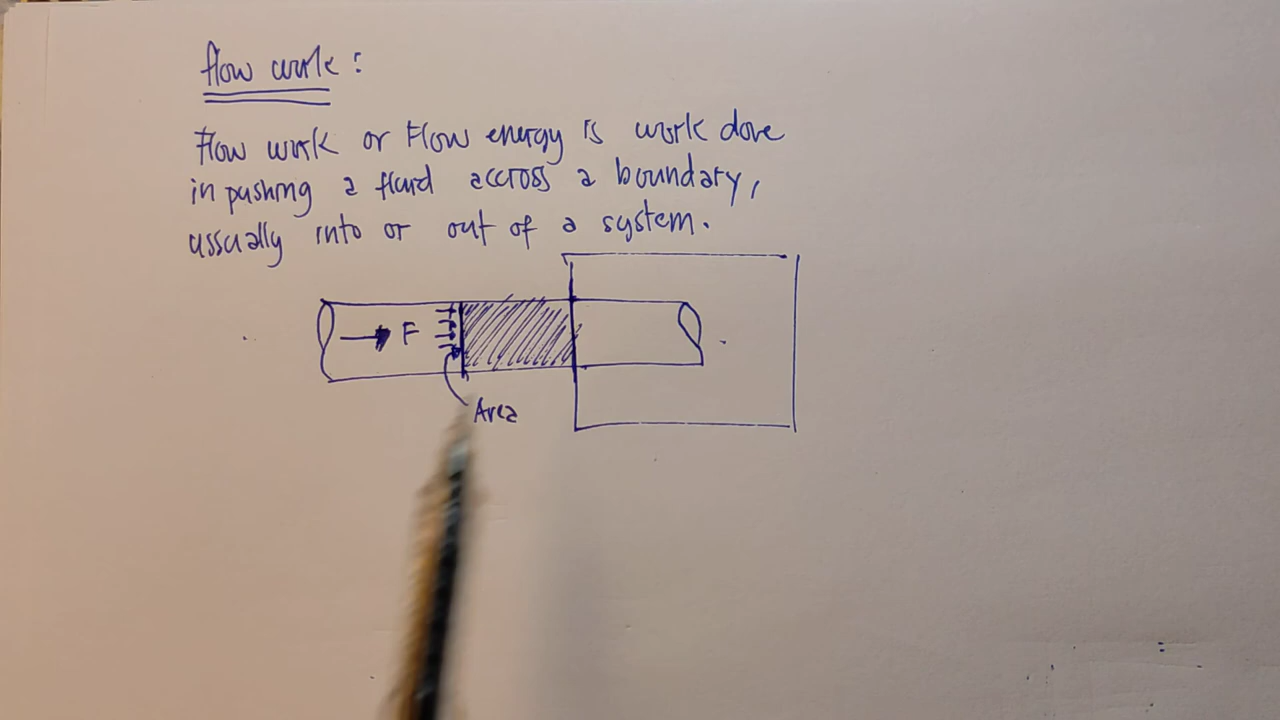 flow work:
Flow work or Flow energy is work done
in pushing a fluid accross a boundary,
ussually into or out of a system.
F
Area